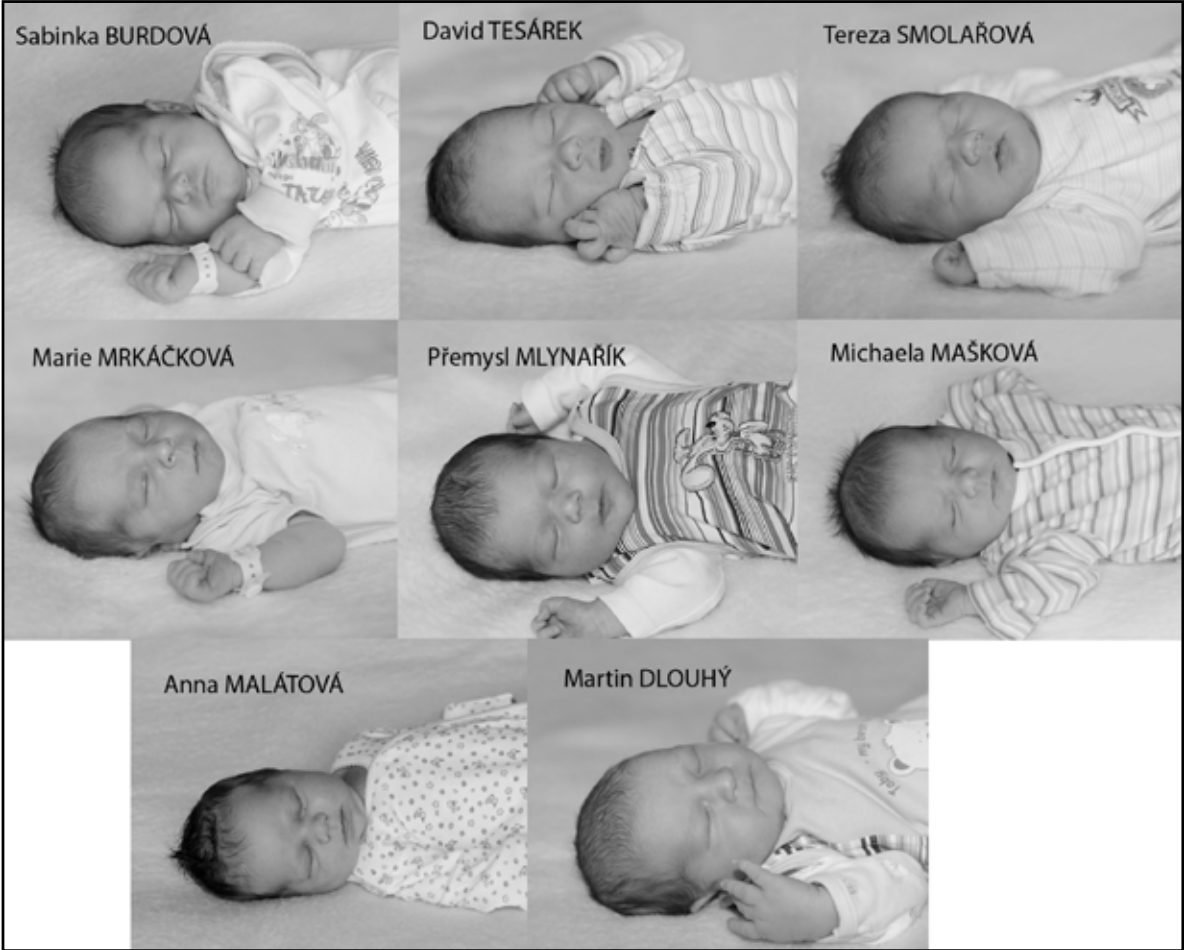 Sabinka BURDOVÁ
David TESÁREK
Tereza SMOLAŘOVÁ
Marie MRKÁČKOVÁ
Přemysl MLYNAŘÍK
Michaela MAŠKOVÁ
Anna MALÁTOVÁ
Martin DLOUHÝ